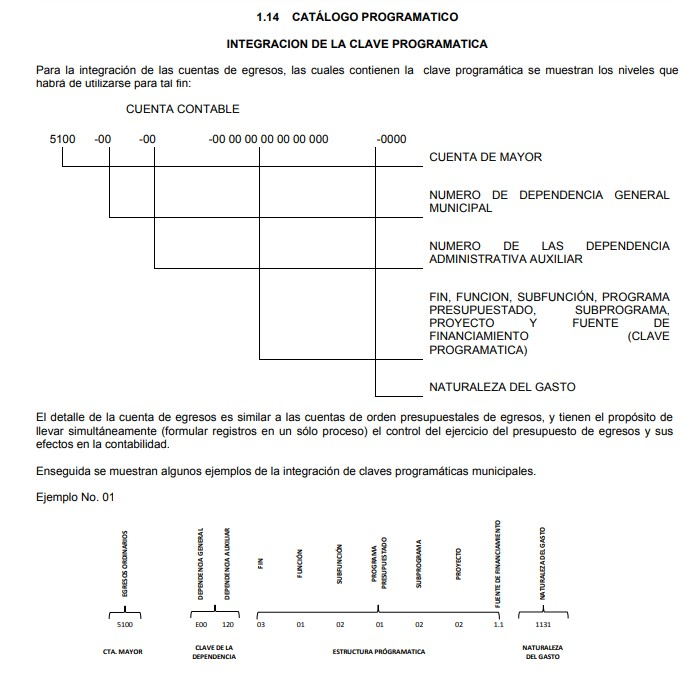 1.14 CATÁLOGO PROGRAMATICO
INTEGRACION DE LA CLAVE PROGRAMATICA
Para la integración de las cuentas de egresos, las cuales contienen la clave programática se muestran los niveles que
habrá de utilizarse para tal fin:
CUENTA CONTABLE
5100 -00 -00 -00 00 00 00 00 00 000 -0000
CUENTA DE MAYOR
NUMERO DE DEPENDENCIA GENERAL
MUNICIPAL
NUMERO DE LAS DEPENDENCIA
ADMINISTRATIVA AUXILIAR
FIN, FUNCION, SUBFUNCIÓN, PROGRAMA
PRESUPUESTADO, SUBPROGRAMA,
PROYECTO Y FUENTE DE
FINANCIAMIENTO (CLAVE
PROGRAMATICA)
NATURALEZA DEL GASTO
El detalle de la cuenta de egresos es similar a las cuentas de orden presupuestales de egresos, y tienen el propósito de
llevar simultáneamente (formular registros en un sólo proceso) el control del ejercicio del presupuesto de egresos y sus
efectos en la contabilidad.
Enseguida se muestran algunos ejemplos de la integración de claves programáticas municipales.
Ejemplo No. 01
EGRESOS ORDINARIOS
DEPENDENCIA GENERAL
DEPENDENCIA AUXILIAR
FIN
FUNCIÓN
SUBFUNCIÓN
PROGRAMA
PRESUPUESTADO
SUBPROGRAMA
PROYECTO
FUENTE DE FINANCIAMIENTO
NATURALEZA DEL GASTO
5100 E00 120 03 01 02 01 02 02 1.1 1131
CTA. MAYOR
CLAVE DE LA
DEPENDENCIA
ESTRUCTURA PRÓGRAMATICA
NATURALEZA
DEL GASTO